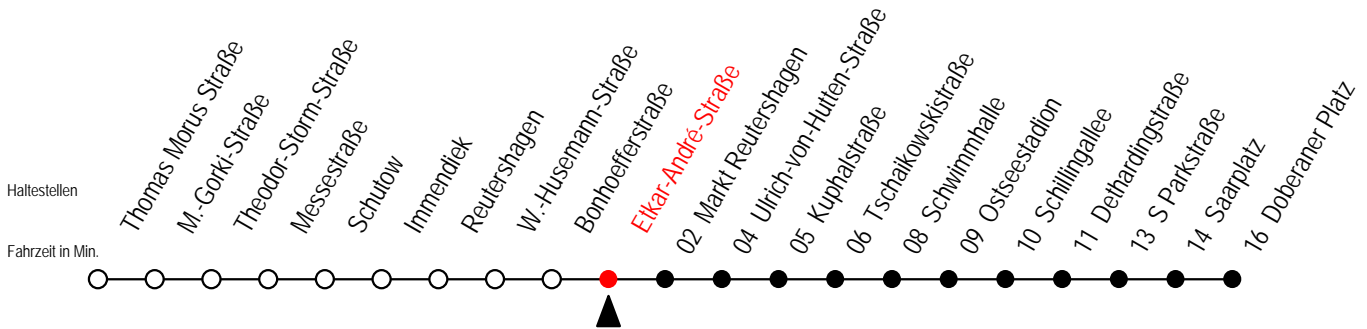 Haltestellen
Fahrzeit in Min.
Thomas Morus Straße
M.-Gorki-Straße
Theodor-Storm-Straße
Messestraße
Schutow
Immendiek
Reutershagen
W.-Husemann-Straße
Bonhoefferstraße
Etkar-André-Straße
02 Markt Reutershagen
04 Ulrich-von-Hutten-Straße
05 Kuphalstraße
06 Tschaikowskistraße
08 Schwimmhalle
09 Ostseestadion
10 Schillingallee
11 Dethardingstraße
13 S Parkstraße
14 Saarplatz
16 Doberaner Platz